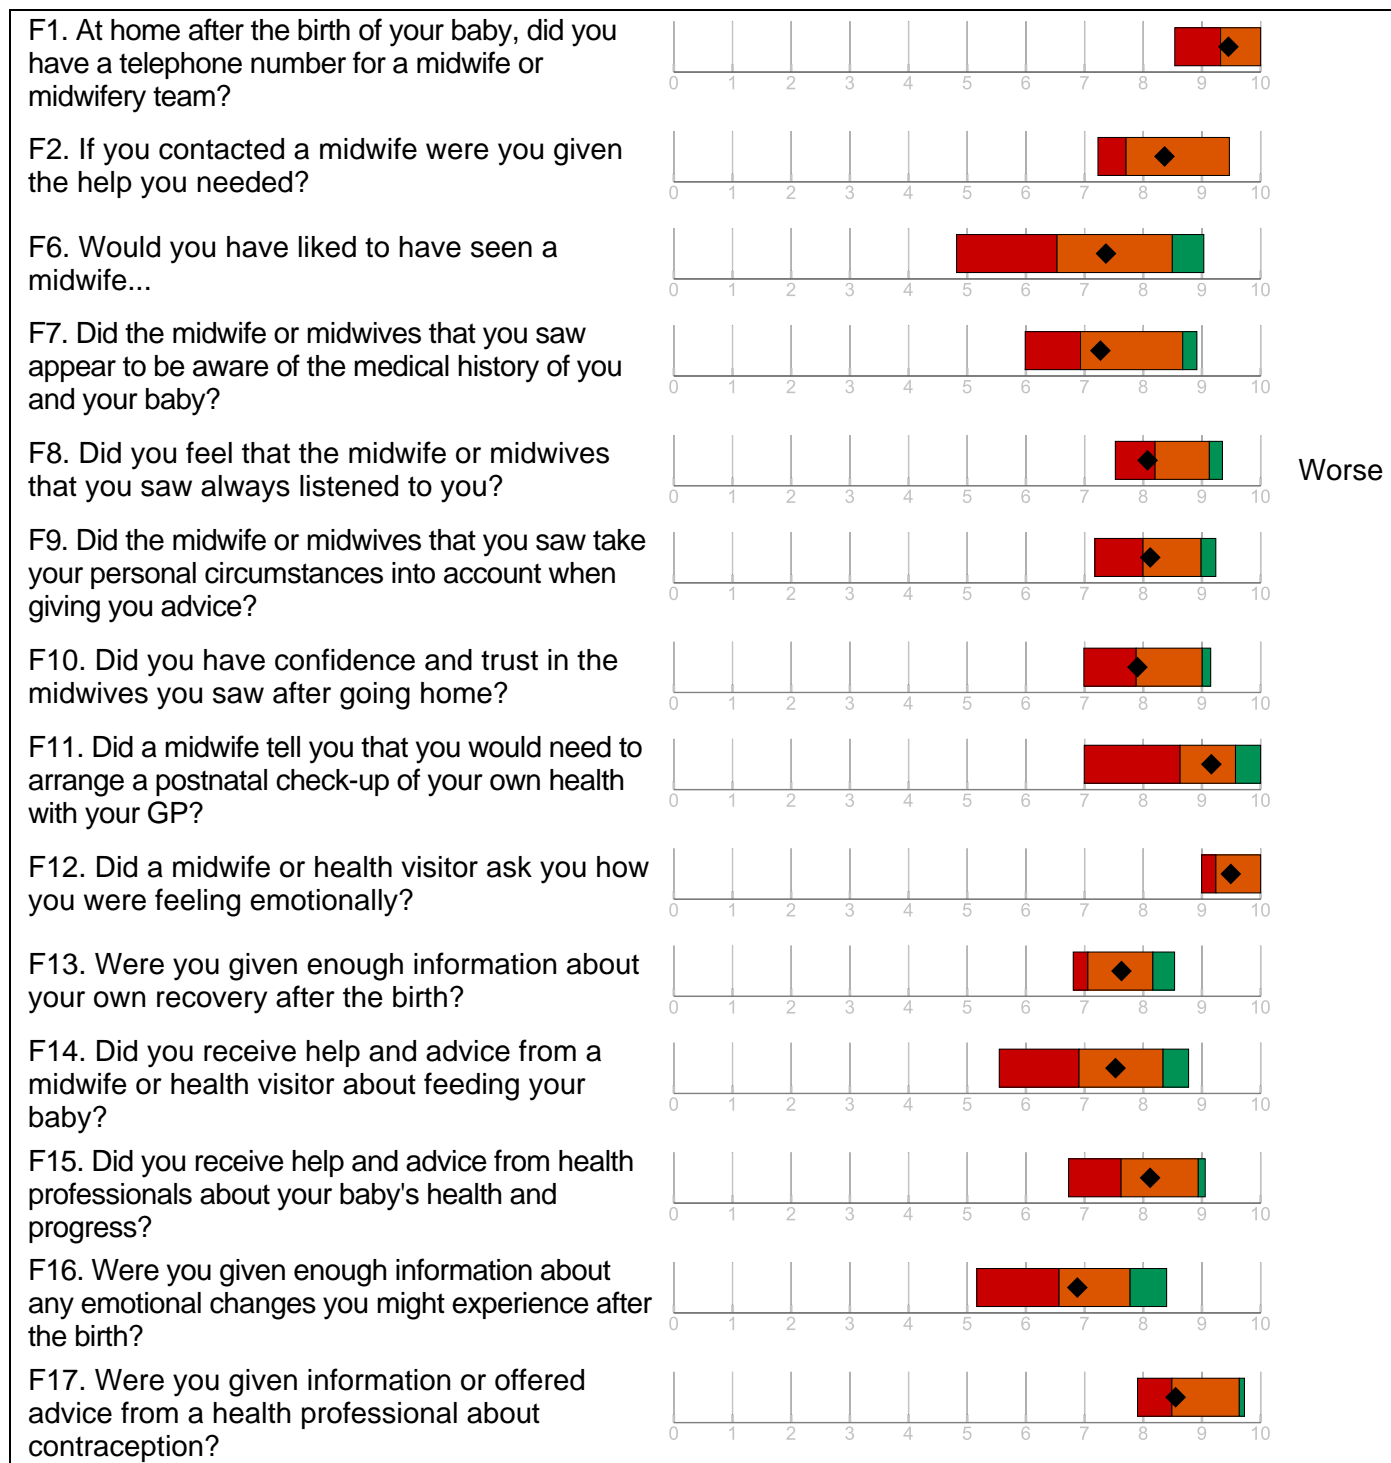 F1. At home after the birth of your baby, did you
have a telephone number for a midwife or
midwifery team?
0 1 2 3 4 5 6 7 8 9 10
F2. If you contacted a midwife were you given
the help you needed?
0 1 2 3 4 5 6 7 8 9 10
F6. Would you have liked to have seen a
midwife...
0 1 2 3 4 5 6 7 8 9 10
F7. Did the midwife or midwives that you saw
appear to be aware of the medical history of you
and your baby?
0 1 2 3 4 5 6 7 8 9 10
F8. Did you feel that the midwife or midwives
that you saw always listened to you?
Worse
0 1 2 3 4 5 6 7 8 9 10
F9. Did the midwife or midwives that you saw take
your personal circumstances into account when
giving you advice?
0 1 2 3 4 5 6 7 8 9 10
F10. Did you have confidence and trust in the
midwives you saw after going home?
0 1 2 3 4 5 6 7 8 9 10
F11. Did a midwife tell you that you would need to
arrange a postnatal check-up of your own health
with your GP?
0 1 2 3 4 5 6 7 8 9 10
F12. Did a midwife or health visitor ask you how
you were feeling emotionally?
0 1 2 3 4 5 6 7 8 9 10
F13. Were you given enough information about
your own recovery after the birth?
0 1 2 3 4 5 6 7 8 9 10
F14. Did you receive help and advice from a
midwife or health visitor about feeding your
baby?
0 1 2 3 4 5 6 7 8 9 10
F15. Did you receive help and advice from health
professionals about your baby's health and
progress?
0 1 2 3 4 5 6 7 8 9 10
F16. Were you given enough information about
any emotional changes you might experience after
the birth?
0 1 2 3 4 5 6 7 8 9 10
F17. Were you given information or offered
advice from a health professional about
contraception?
0 1 2 3 4 5 6 7 8 9 10